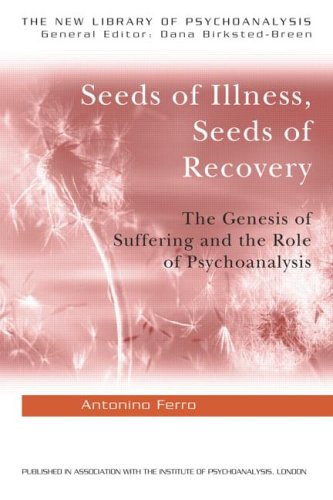 THE NEW LIBRARY OF PSYCHOANALYSIS
General Editor: Dana Birksted-Breen
Seeds of Illness,
Seeds of
Recovery
The Genesis of
Suffering and the Role
of Psychoanalysis
Antonino Ferro
PUBLISHED IN ASSOCIATION WITH THE INSTITUTE OF PSYCHOANALYSIS, LONDON